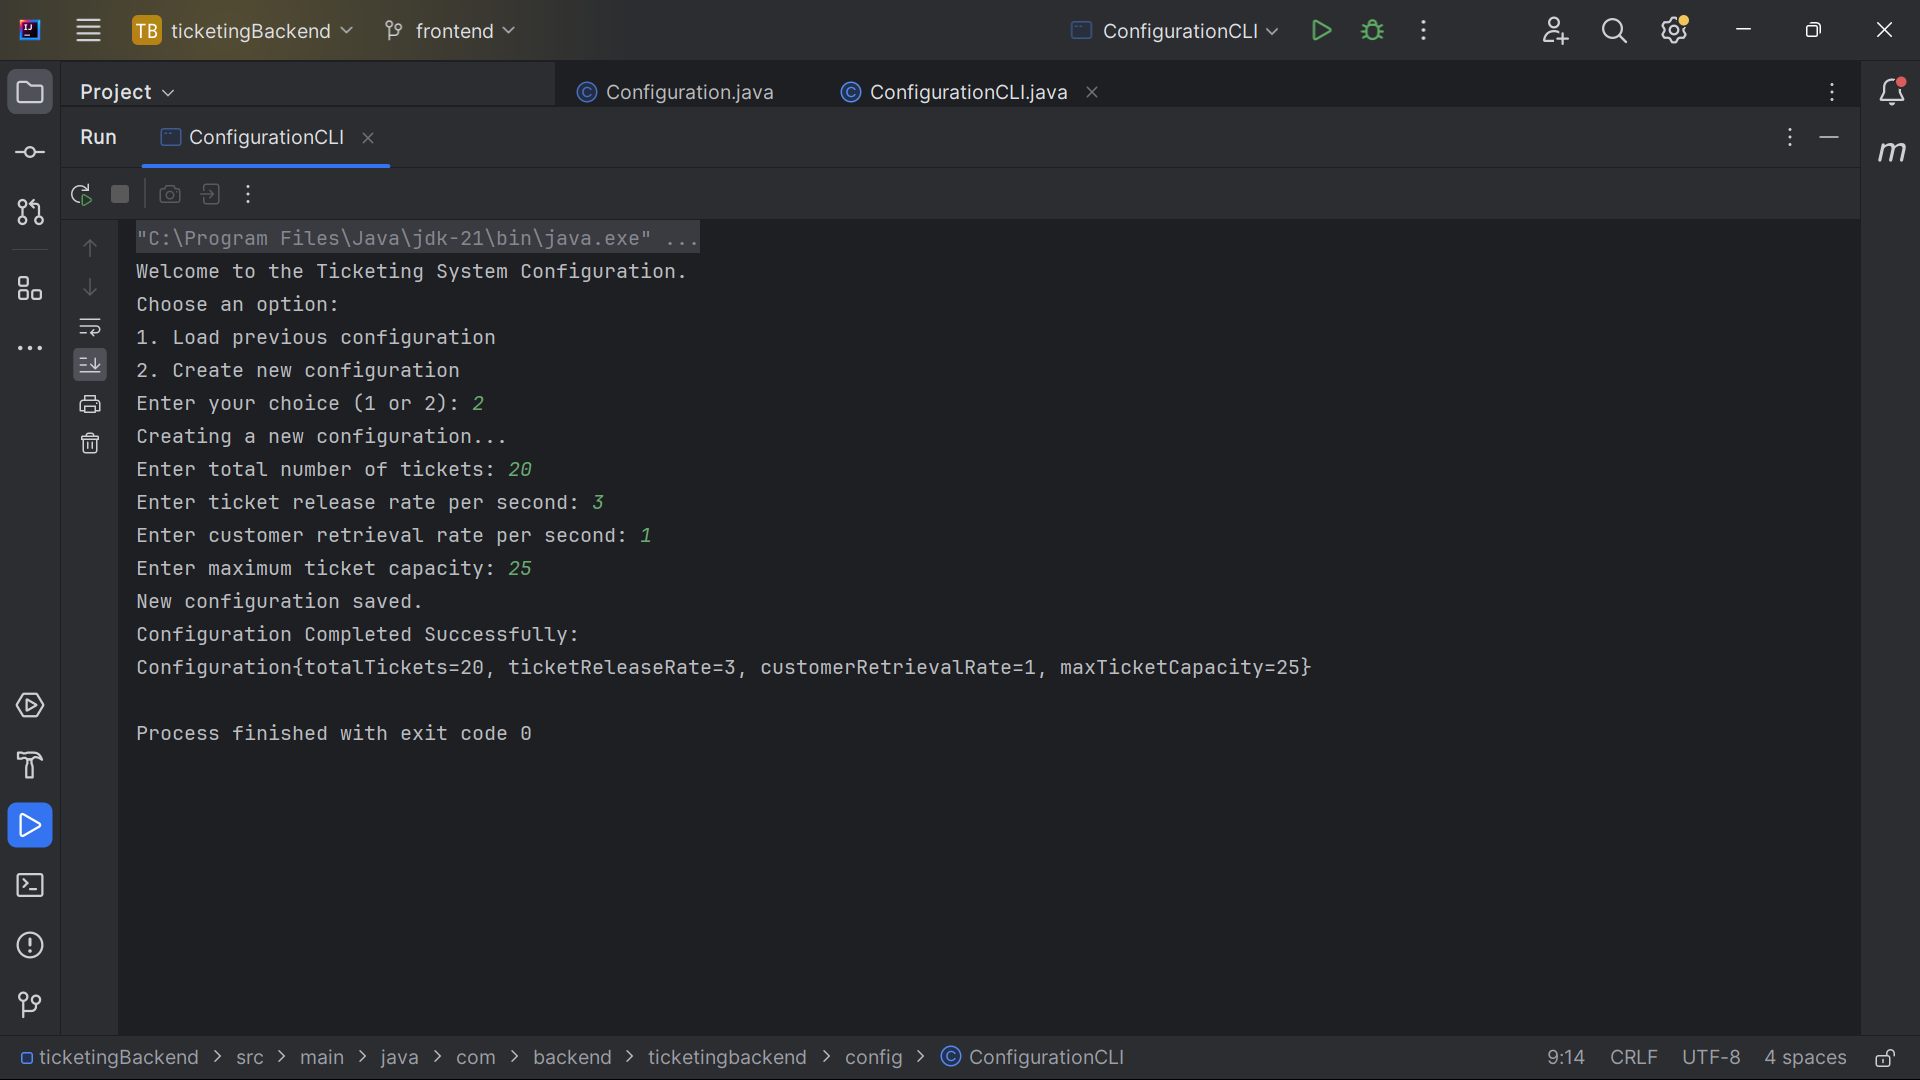 TB ticketingBackend frontend ConfigurationCLI
Project Configuration.java ConfigurationCLI.java
Run ConfigurationCLI
m
"C:\Program Files\Java\jdk-21\bin\java.exe" ...
Welcome to the Ticketing System Configuration.
Choose an option:
1. Load previous configuration
2. Create new configuration
Enter your choice (1 or 2): 2
Creating a new configuration...
Enter total number of tickets: 20
Enter ticket release rate per second: 3
Enter customer retrieval rate per second: 1
Enter maximum ticket capacity: 25
New configuration saved.
Configuration Completed Successfully:
Configuration{totalTickets=20, ticketReleaseRate=3, customerRetrievalRate=1, maxTicketCapacity=25}
Process finished with exit code 0
ticketingBackend > src > main > java > com > backend > ticketingbackend > config > ConfigurationCLI 9:14 CRLF UTF-8 4 spaces